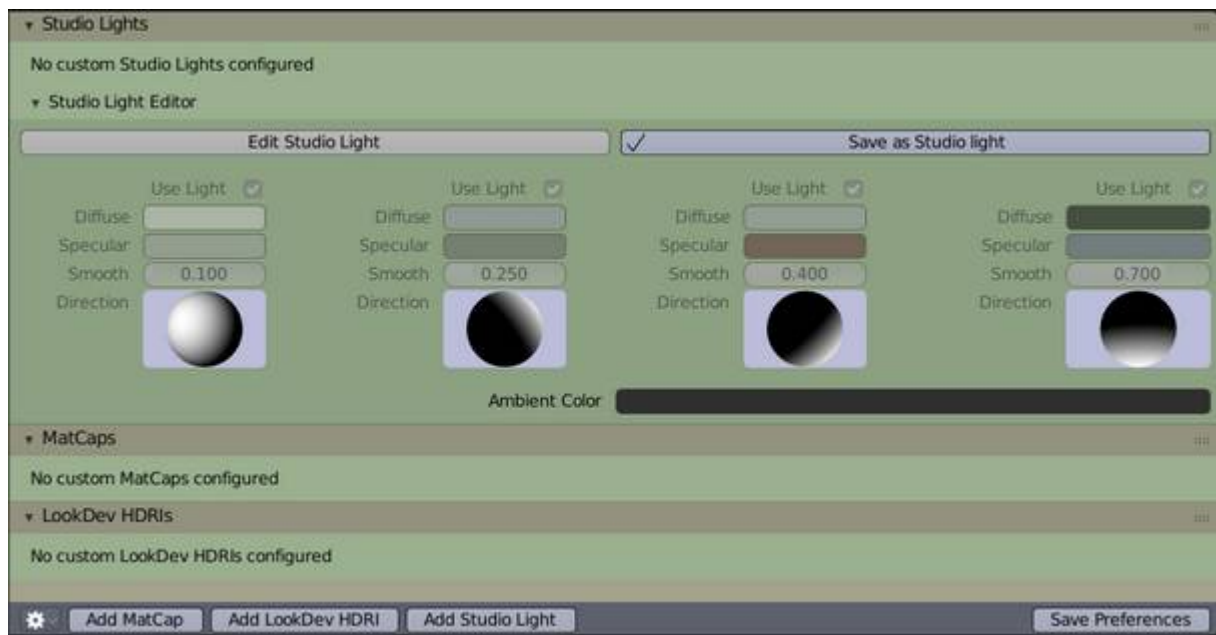 Studio Lights
No custom Studio Lights configured
Studio Light Editor
Edit Studio Light Save as Studio light
Use Light Use Light Use Light Use Light
Diffuse Diffuse Diffuse Diffuse
Specular Specular Specular Specular
Smooth 0.100 Smooth 0.250 Smooth 0.400 Smooth 0.700
Direction Direction Direction Direction
Ambient Color
MatCaps
No custom MatCaps configured
LookDev HDRIs
No custom LookDev HDRIs configured
Add MatCap Add LookDev HDRI Add Studio Light Save Preferences